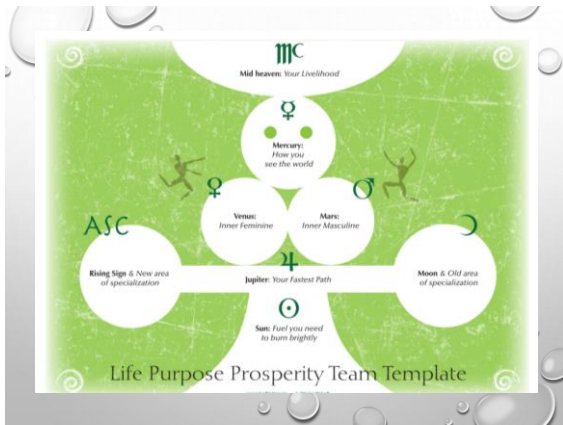 MC
Mid heaven: Your Livelihood
Mercury:
How you
see the world
Venus:
Inner Feminine
Mars:
Inner Masculine
ASC
Rising Sign & New area
of specialization
Jupiter: Your Fastest Path
Moon & Old area
of specialization
Sun: Fuel you need
to burn brightly
Life Purpose Prosperity Team Template